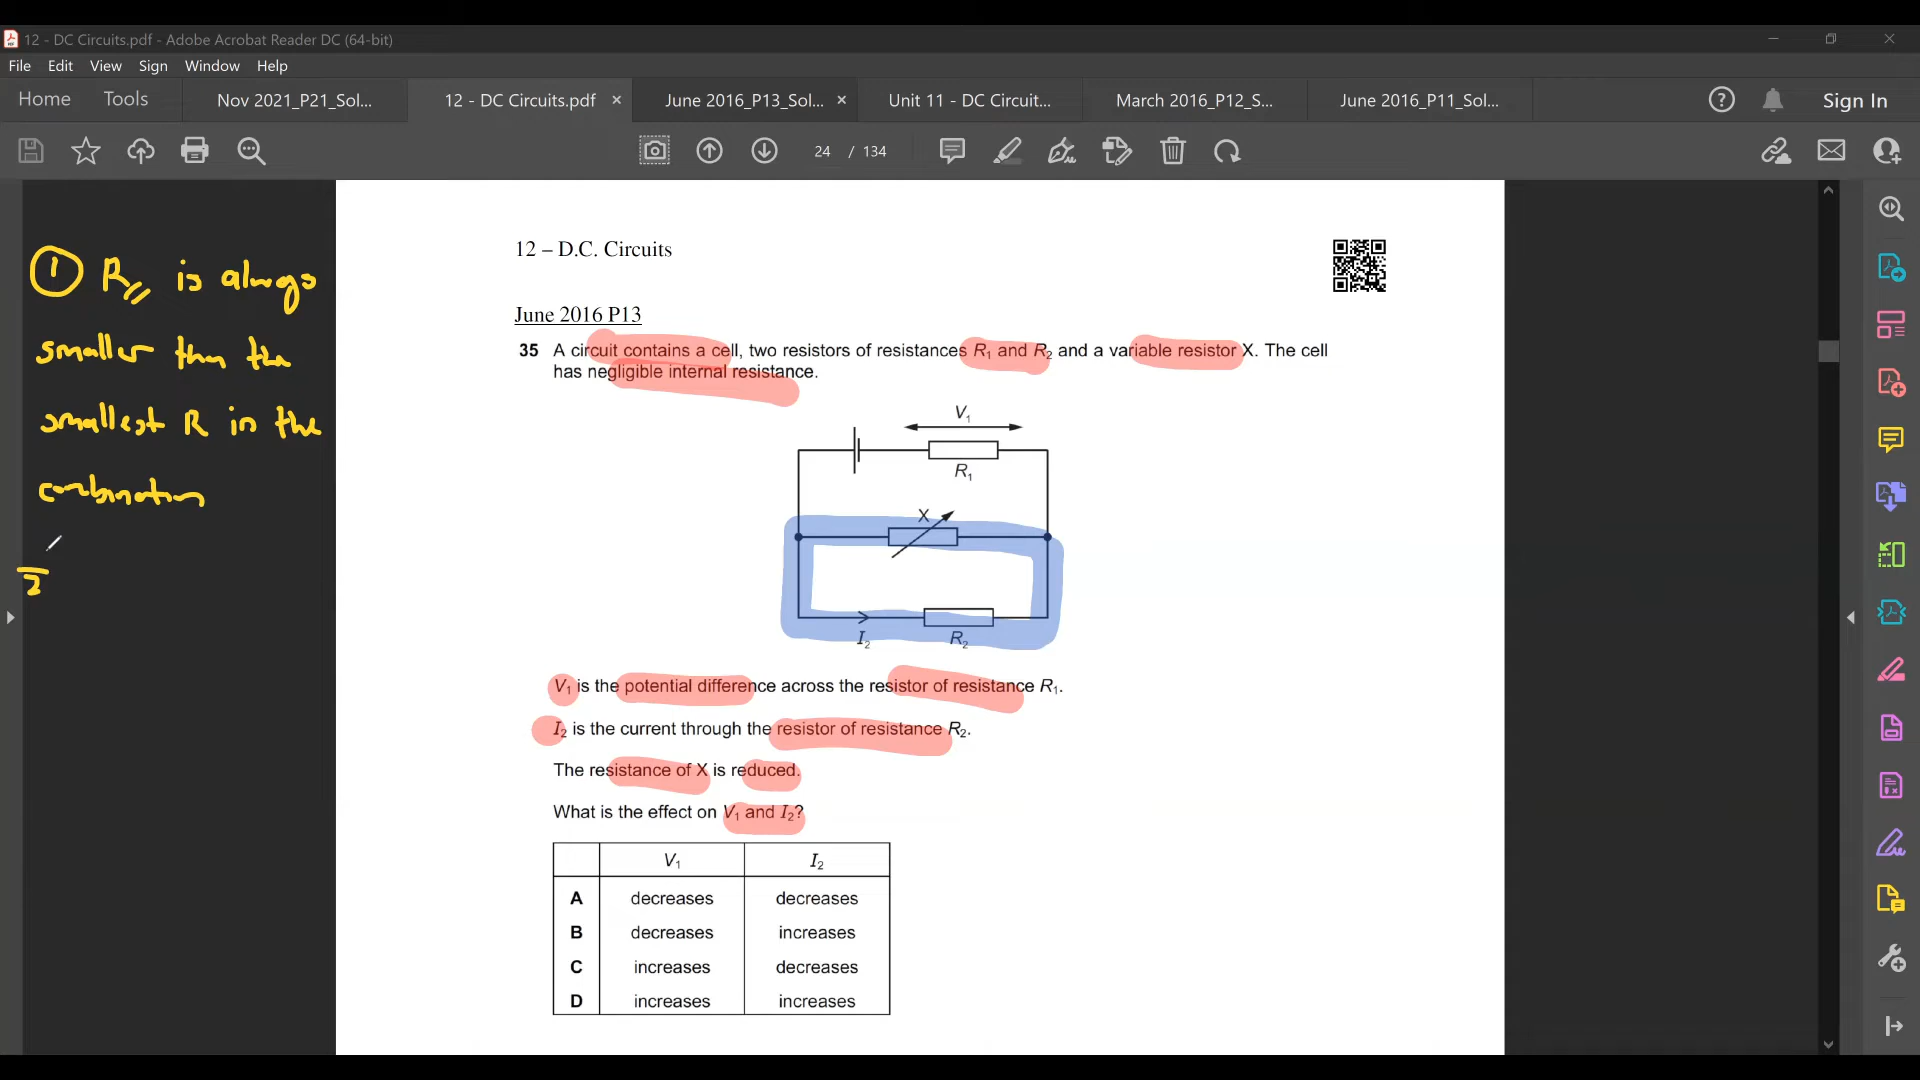 12 - DC Circuits.pdf - Adobe Acrobat Reader DC (64-bit)
File Edit View Sign Window Help
Home Tools Nov 2021_P21_Sol... 12 - DC Circuits.pdf × June 2016_P13_Sol... × Unit 11 - DC Circuit... March 2016_P12_S... June 2016_P11_Sol... Sign In
24 / 134
1 R// is always
smaller than the
smallest R in the
combination
2
12 – D.C. Circuits
June 2016 P13
35 A circuit contains a cell, two resistors of resistances R₁ and R₂ and a variable resistor X. The cell
has negligible internal resistance.
V₁
R₁
X
I₂ R₂
V₁ is the potential difference across the resistor of resistance R₁.
I₂ is the current through the resistor of resistance R₂.
The resistance of X is reduced.
What is the effect on V₁ and I₂?
V₁ I₂
A decreases decreases
B decreases increases
C increases decreases
D increases increases